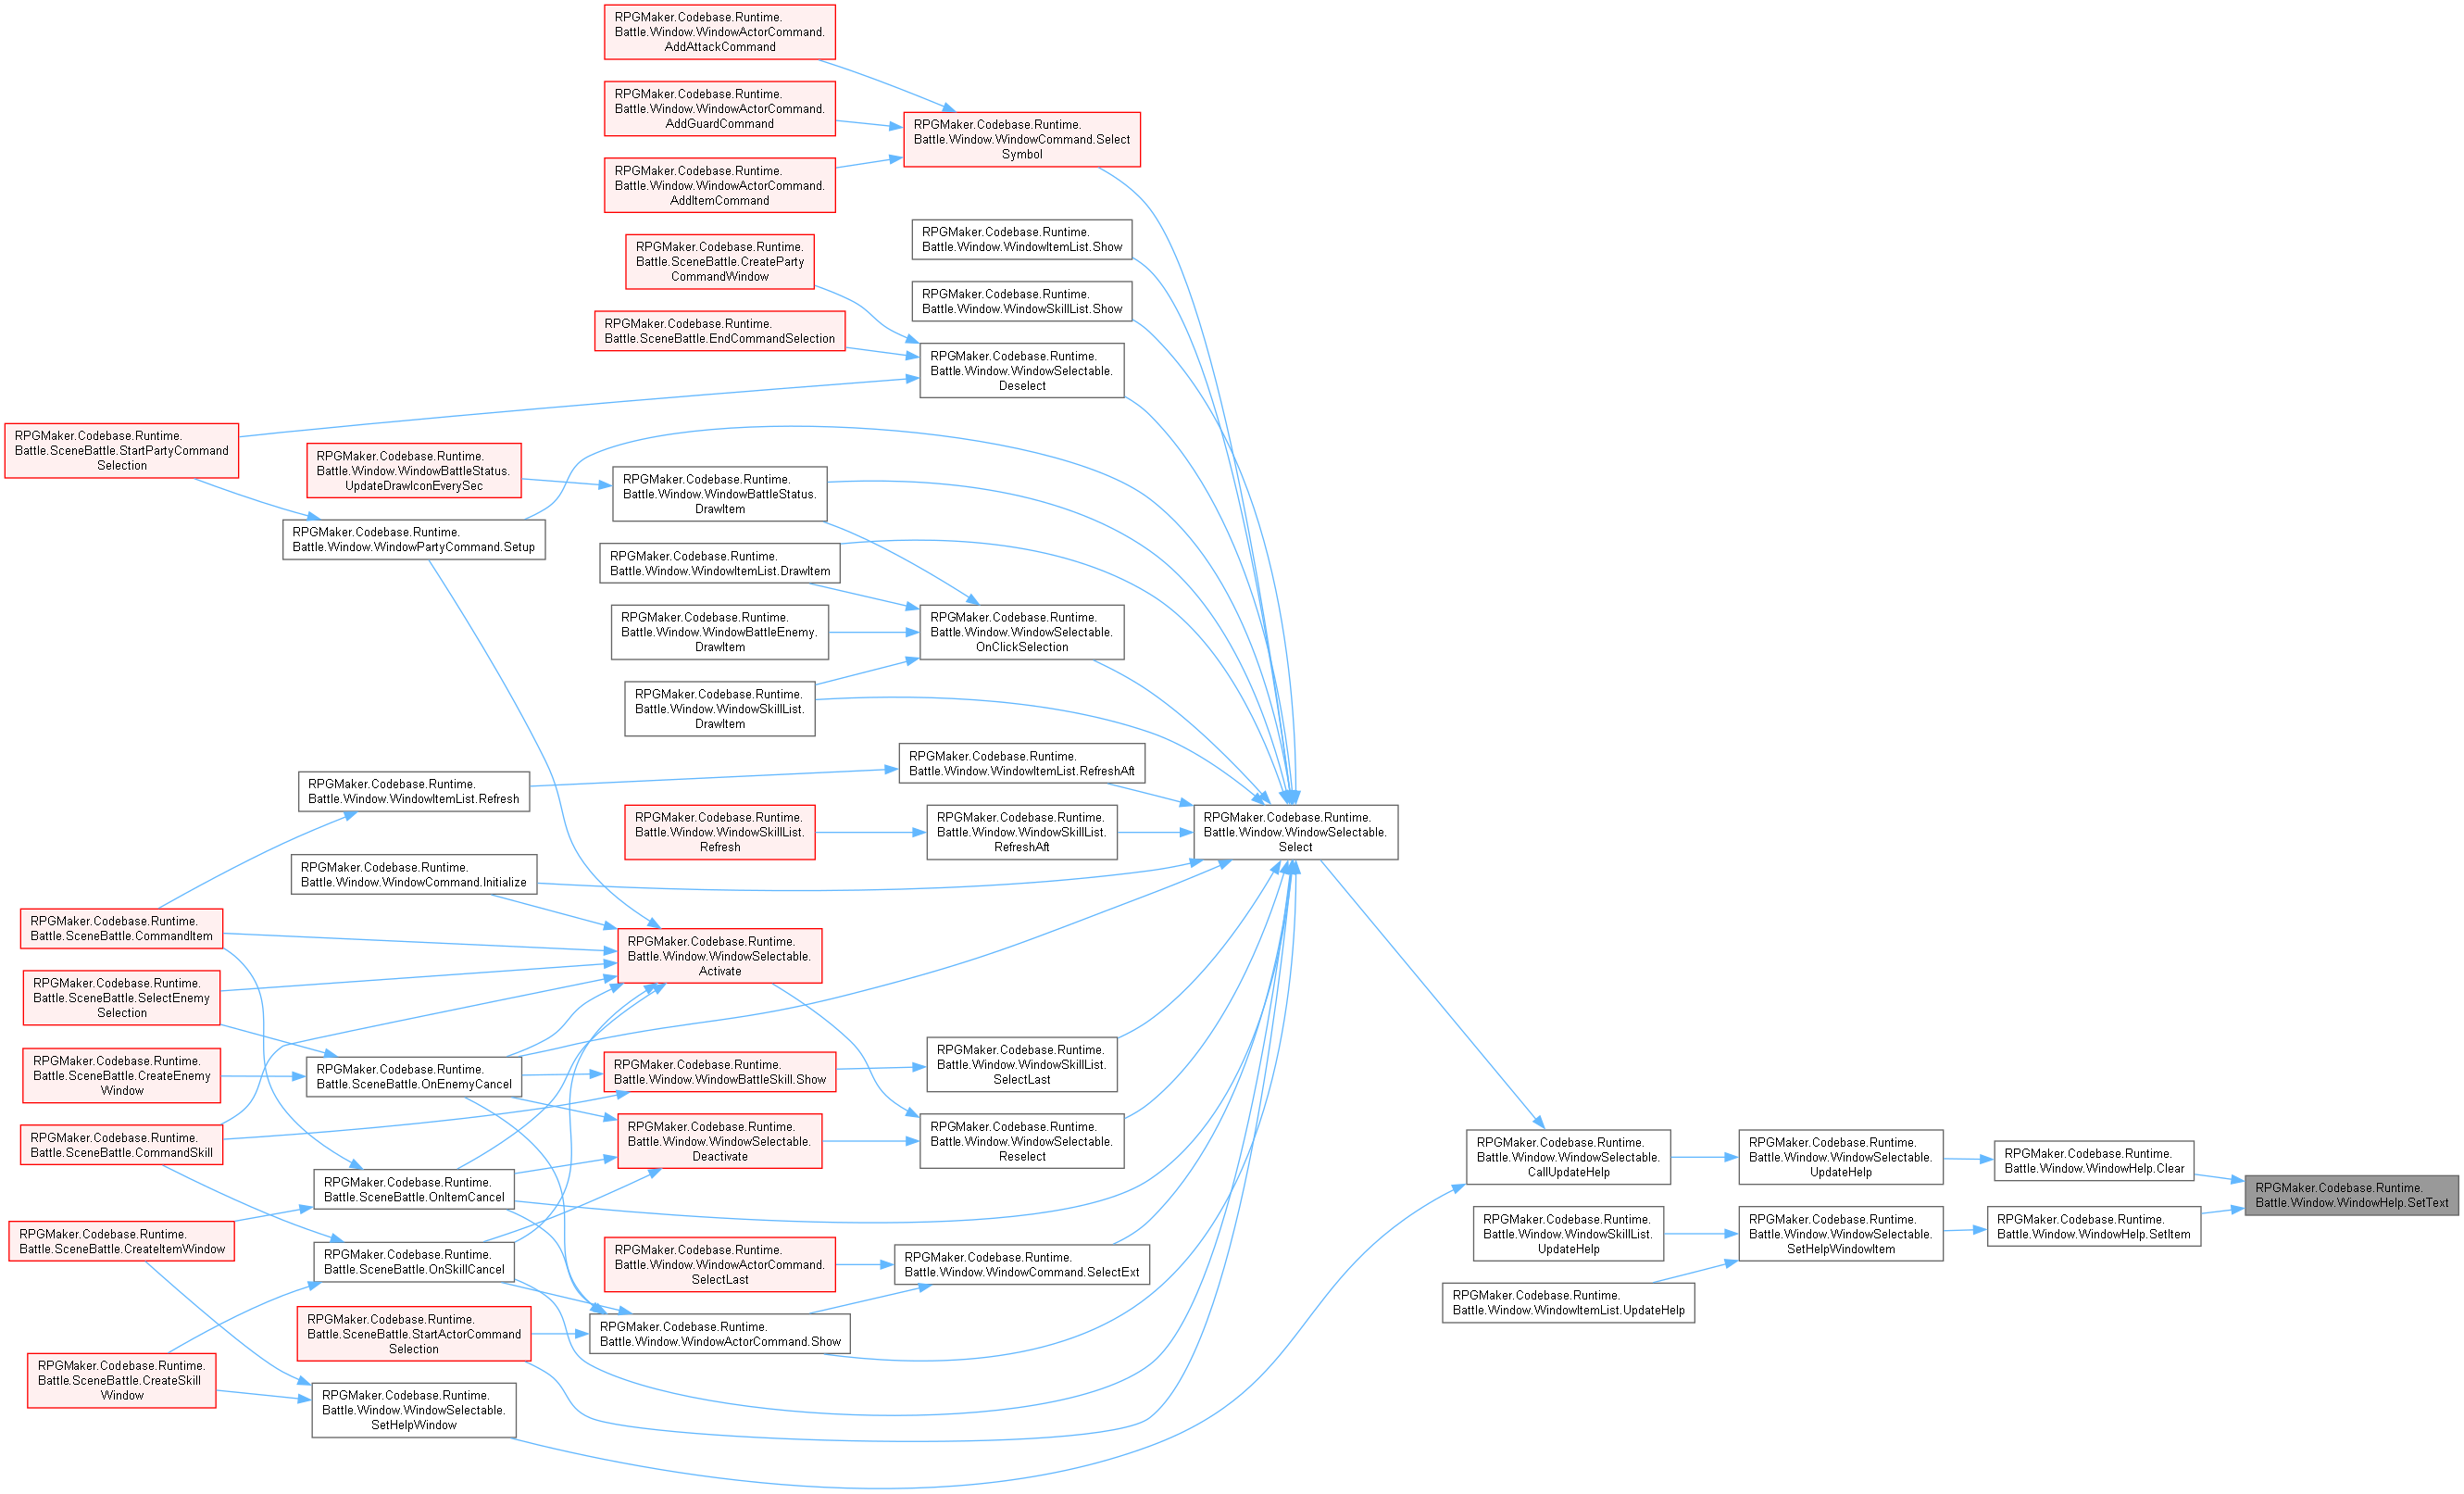 RPGMaker.Codebase.Runtime.
Battle.Window.WindowActorCommand.
AddAttackCommand
RPGMaker.Codebase.Runtime.
Battle.Window.WindowActorCommand.
AddGuardCommand
RPGMaker.Codebase.Runtime.
Battle.Window.WindowCommand.Select
Symbol
RPGMaker.Codebase.Runtime.
Battle.Window.WindowActorCommand.
AddItemCommand
RPGMaker.Codebase.Runtime.
Battle.Window.WindowItemList.Show
RPGMaker.Codebase.Runtime.
Battle.SceneBattle.CreateParty
CommandWindow
RPGMaker.Codebase.Runtime.
Battle.Window.WindowSkillList.Show
RPGMaker.Codebase.Runtime.
Battle.SceneBattle.EndCommandSelection
RPGMaker.Codebase.Runtime.
Battle.Window.WindowSelectable.
Deselect
RPGMaker.Codebase.Runtime.
Battle.SceneBattle.StartPartyCommand
Selection
RPGMaker.Codebase.Runtime.
Battle.Window.WindowBattleStatus.
UpdateDrawIconEverySec
RPGMaker.Codebase.Runtime.
Battle.Window.WindowBattleStatus.
DrawItem
RPGMaker.Codebase.Runtime.
Battle.Window.WindowPartyCommand.Setup
RPGMaker.Codebase.Runtime.
Battle.Window.WindowItemList.DrawItem
RPGMaker.Codebase.Runtime.
Battle.Window.WindowBattleEnemy.
DrawItem
RPGMaker.Codebase.Runtime.
Battle.Window.WindowSelectable.
OnClickSelection
RPGMaker.Codebase.Runtime.
Battle.Window.WindowSkillList.
DrawItem
RPGMaker.Codebase.Runtime.
Battle.Window.WindowItemList.RefreshAft
RPGMaker.Codebase.Runtime.
Battle.Window.WindowItemList.Refresh
RPGMaker.Codebase.Runtime.
Battle.Window.WindowSkillList.
Refresh
RPGMaker.Codebase.Runtime.
Battle.Window.WindowSkillList.
RefreshAft
RPGMaker.Codebase.Runtime.
Battle.Window.WindowSelectable.
Select
RPGMaker.Codebase.Runtime.
Battle.Window.WindowCommand.Initialize
RPGMaker.Codebase.Runtime.
Battle.SceneBattle.CommandItem
RPGMaker.Codebase.Runtime.
Battle.Window.WindowSelectable.
Activate
RPGMaker.Codebase.Runtime.
Battle.SceneBattle.SelectEnemy
Selection
RPGMaker.Codebase.Runtime.
Battle.SceneBattle.CreateEnemy
Window
RPGMaker.Codebase.Runtime.
Battle.SceneBattle.OnEnemyCancel
RPGMaker.Codebase.Runtime.
Battle.Window.WindowBattleSkill.Show
RPGMaker.Codebase.Runtime.
Battle.Window.WindowSkillList.
SelectLast
RPGMaker.Codebase.Runtime.
Battle.SceneBattle.CommandSkill
RPGMaker.Codebase.Runtime.
Battle.Window.WindowSelectable.
Deactivate
RPGMaker.Codebase.Runtime.
Battle.Window.WindowSelectable.
Reselect
RPGMaker.Codebase.Runtime.
Battle.Window.WindowSelectable.
CallUpdateHelp
RPGMaker.Codebase.Runtime.
Battle.Window.WindowSelectable.
UpdateHelp
RPGMaker.Codebase.Runtime.
Battle.Window.WindowHelp.Clear
RPGMaker.Codebase.Runtime.
Battle.Window.WindowHelp.SetText
RPGMaker.Codebase.Runtime.
Battle.SceneBattle.OnItemCancel
RPGMaker.Codebase.Runtime.
Battle.Window.WindowSkillList.
UpdateHelp
RPGMaker.Codebase.Runtime.
Battle.Window.WindowSelectable.
SetHelpWindowItem
RPGMaker.Codebase.Runtime.
Battle.Window.WindowHelp.SetItem
RPGMaker.Codebase.Runtime.
Battle.SceneBattle.CreateItemWindow
RPGMaker.Codebase.Runtime.
Battle.SceneBattle.OnSkillCancel
RPGMaker.Codebase.Runtime.
Battle.Window.WindowActorCommand.
SelectLast
RPGMaker.Codebase.Runtime.
Battle.Window.WindowCommand.SelectExt
RPGMaker.Codebase.Runtime.
Battle.Window.WindowItemList.UpdateHelp
RPGMaker.Codebase.Runtime.
Battle.SceneBattle.StartActorCommand
Selection
RPGMaker.Codebase.Runtime.
Battle.Window.WindowActorCommand.Show
RPGMaker.Codebase.Runtime.
Battle.SceneBattle.CreateSkill
Window
RPGMaker.Codebase.Runtime.
Battle.Window.WindowSelectable.
SetHelpWindow